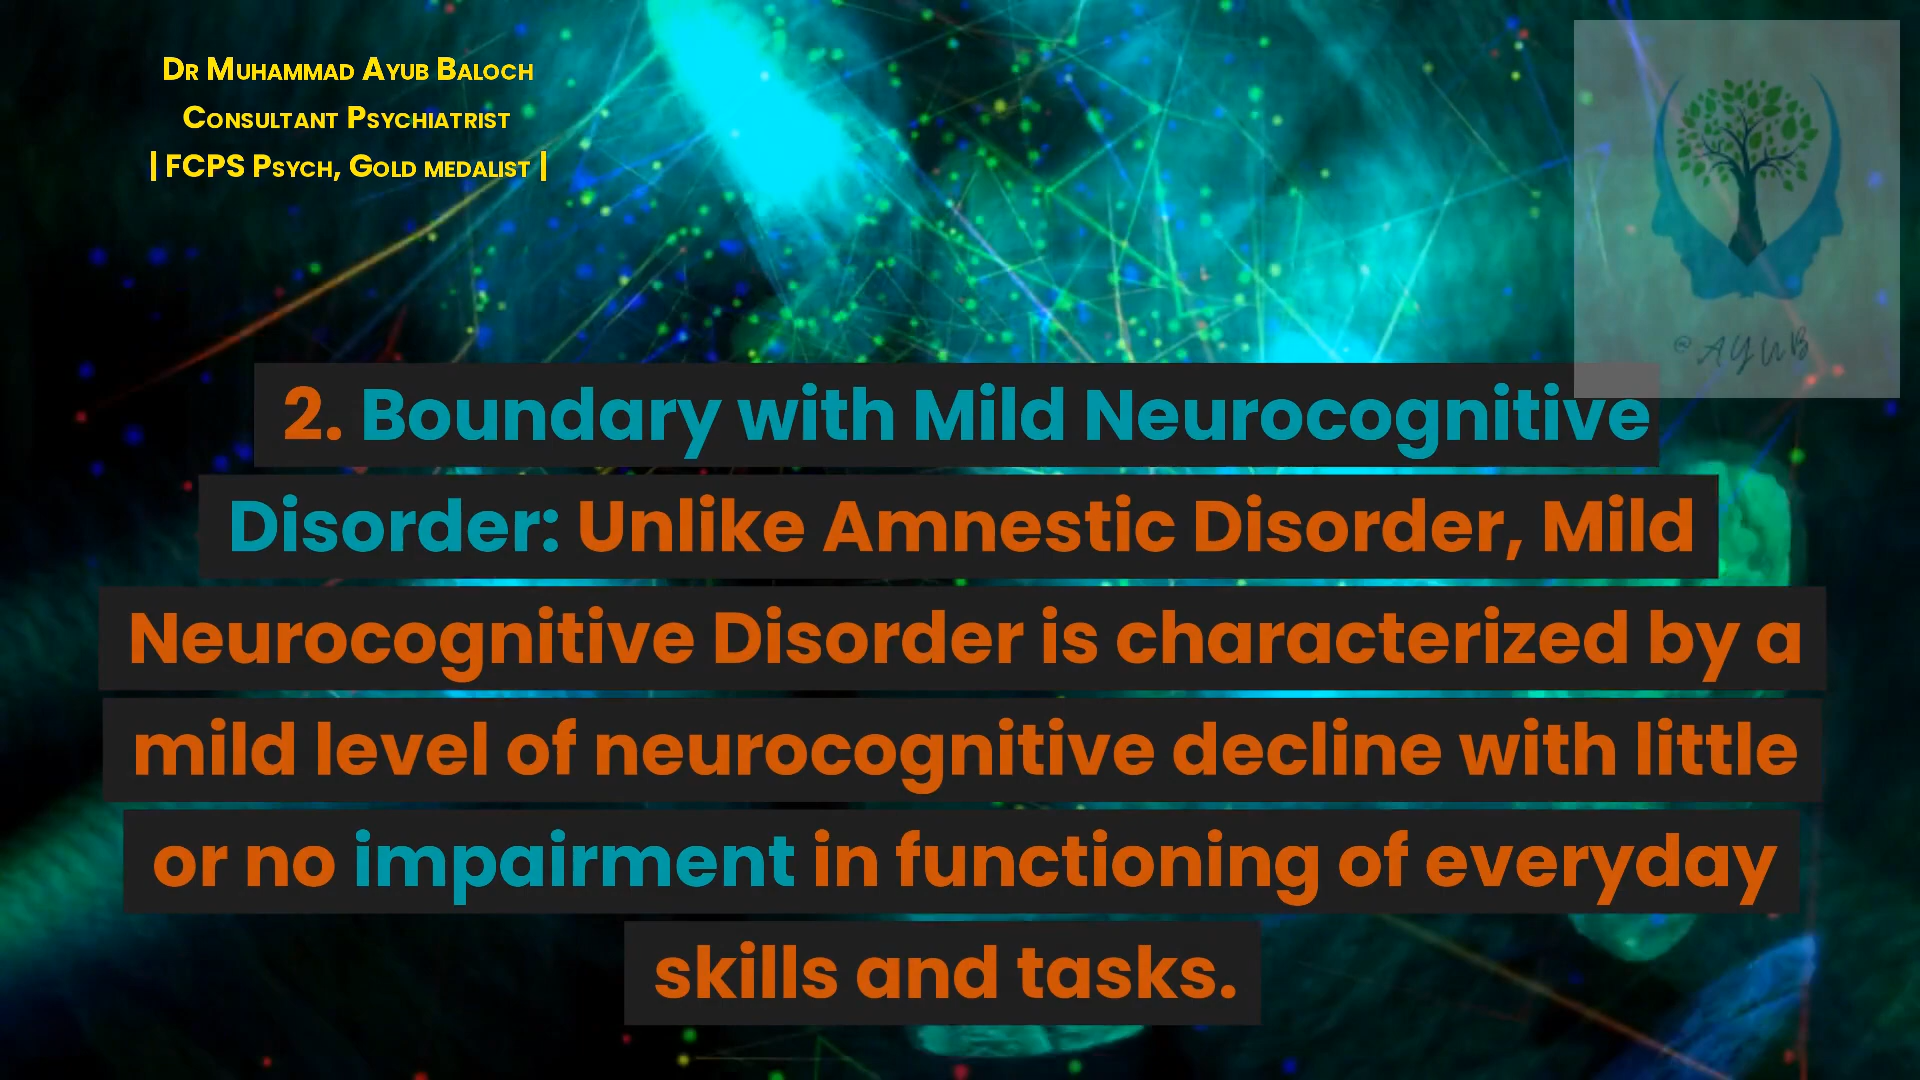 Dr Muhammad Ayub Baloch
Consultant Psychiatrist
| FCPS Psych, Gold medalist |
@AYUB
2. Boundary with Mild Neurocognitive
Disorder: Unlike Amnestic Disorder, Mild
Neurocognitive Disorder is characterized by a
mild level of neurocognitive decline with little
or no impairment in functioning of everyday
skills and tasks.